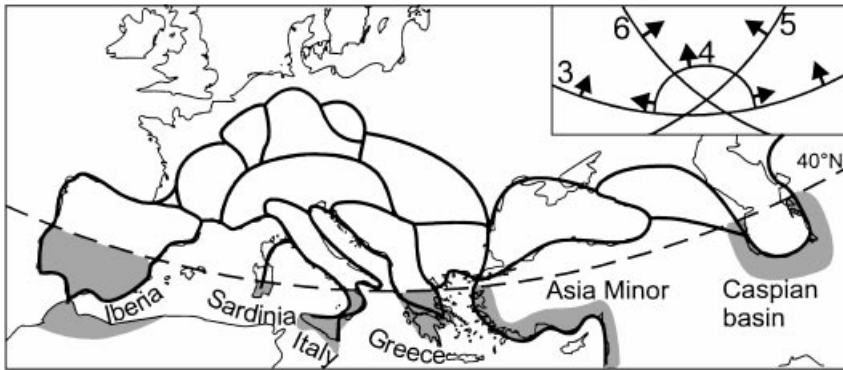 6
5
4
3
40°N
Iberia
Sardinia
Italy
Greece
Asia Minor
Caspian
basin